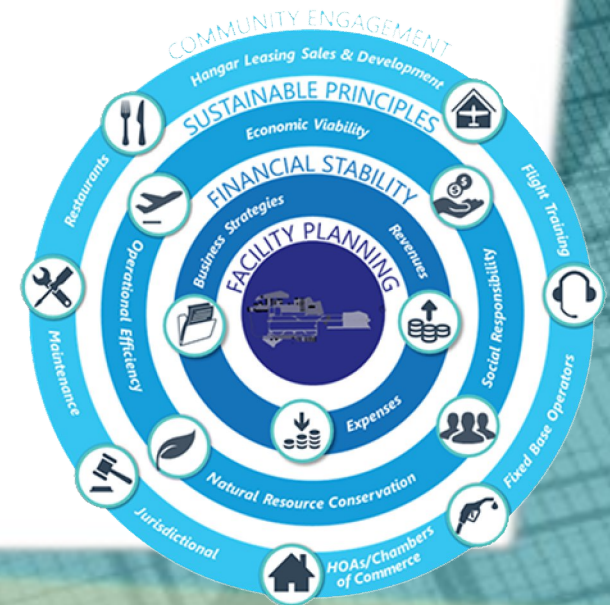 COMMUNITY ENGAGEMENT
Hangar Leasing Sales & Development
Flight Training
Fixed Base Operators
HOAs/Chambers
of Commerce
Jurisdictional
Maintenance
Restaurants
SUSTAINABLE PRINCIPLES
Economic Viability
Social Responsibility
Natural Resource Conservation
Operational Efficiency
FINANCIAL STABILITY
Business Strategies
Revenues
Expenses
FACILITY PLANNING